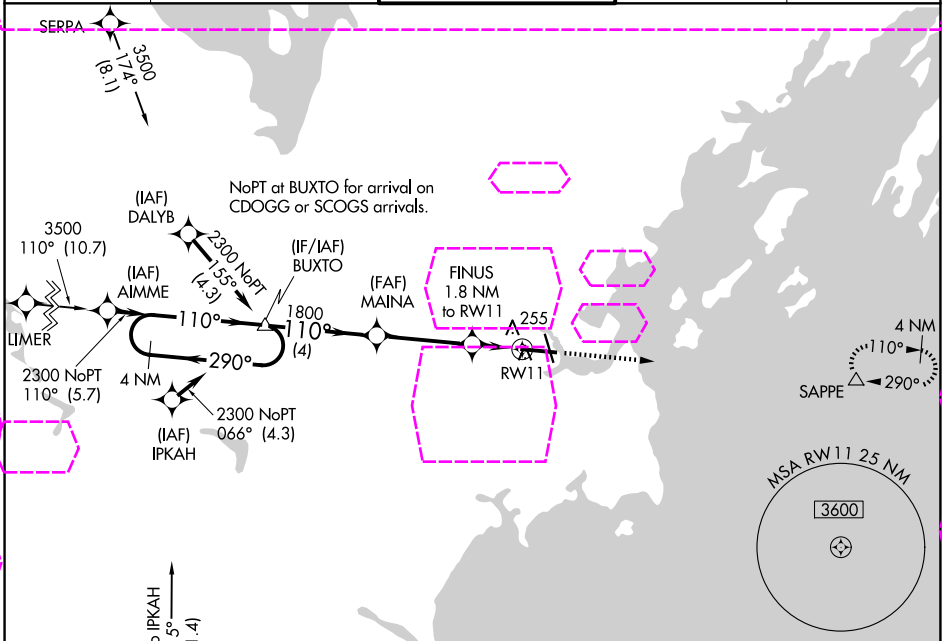 SERPA
3500
174°
(8.1)
NoPT at BUXTO for arrival on
CDOGG or SCOGS arrivals.
(IAF)
DALYB
2300 NoPT
155°
(4.3)
3500
110° (10.7)
(IAF)
AIMME
(IF/IAF)
BUXTO
(FAF)
MAINA
FINUS
1.8 NM
to RW11
LIMER
110°
1800
110°
(4)
255
RW11
290°
2300 NoPT
110° (5.7)
4 NM
2300 NoPT
066° (4.3)
(IAF)
IPKAH
4 NM
110°
290°
SAPPE
MSA RW11 25 NM
3600
IPKAH
5°
.4)